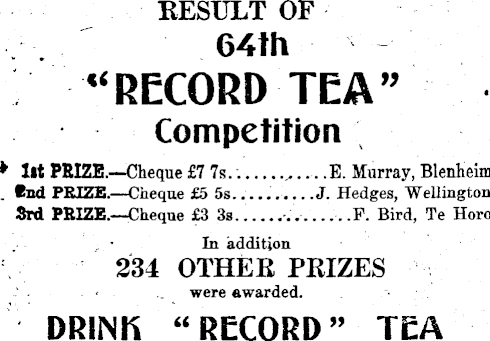 RESULT OF
64th
"RECORD TEA"
Competition
1st PRIZE.—Cheque £7 7s............E. Murray, Blenheim
2nd PRIZE.—Cheque £5 5s..........J. Hedges, Wellington
3rd PRIZE.—Cheque £3 3s..............F. Bird, Te Horo
In addition
234 OTHER PRIZES
were awarded.
DRINK "RECORD" TEA